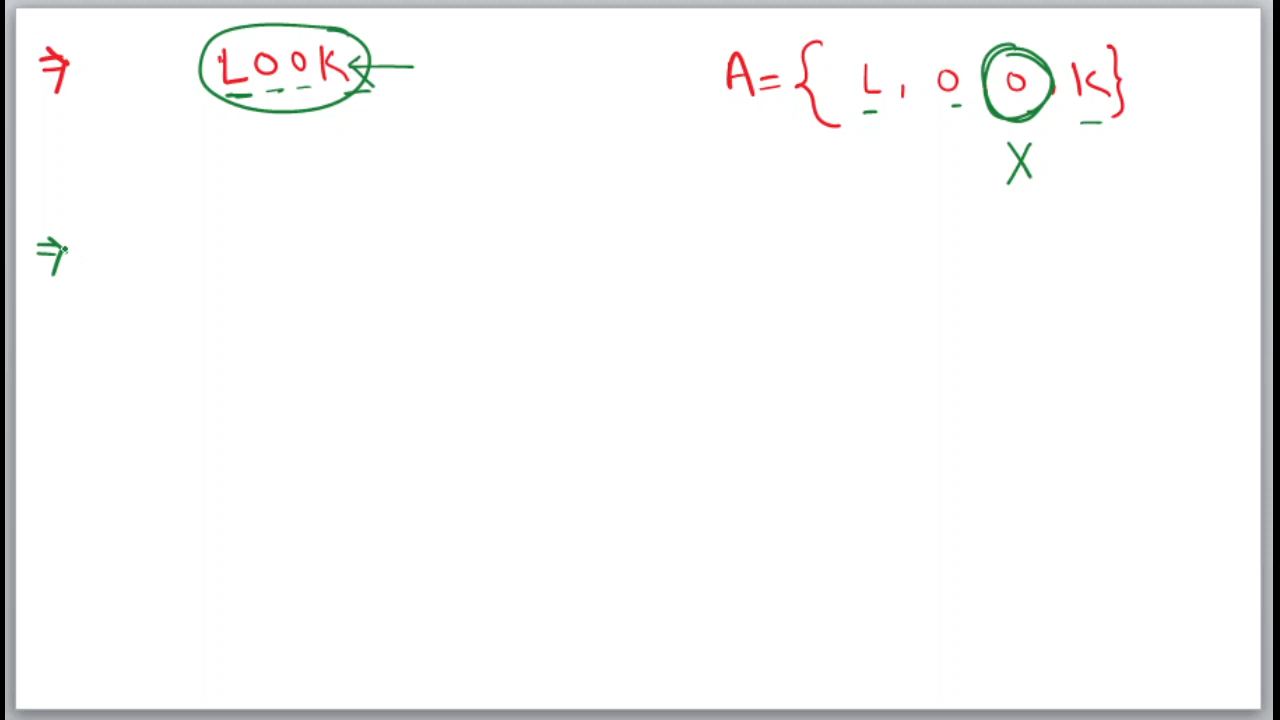 ⇒ LOOK A = { L, O O, K}
X
⇒